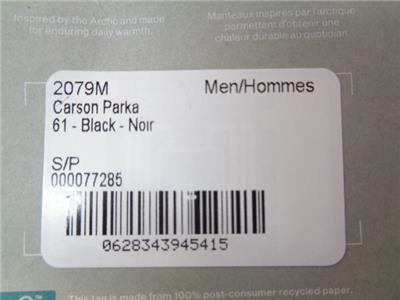 Inspired by the Arctic and made
for enduring daily warmth.
Manteaux inspirés par l'arctique
permettent d'obtenir une
chaleur durable au quotidien
2079M Men/Hommes
Carson Parka
61 - Black - Noir
S/P
000077285
0628343945415
This tag is made from 100% post-consumer recycled paper.